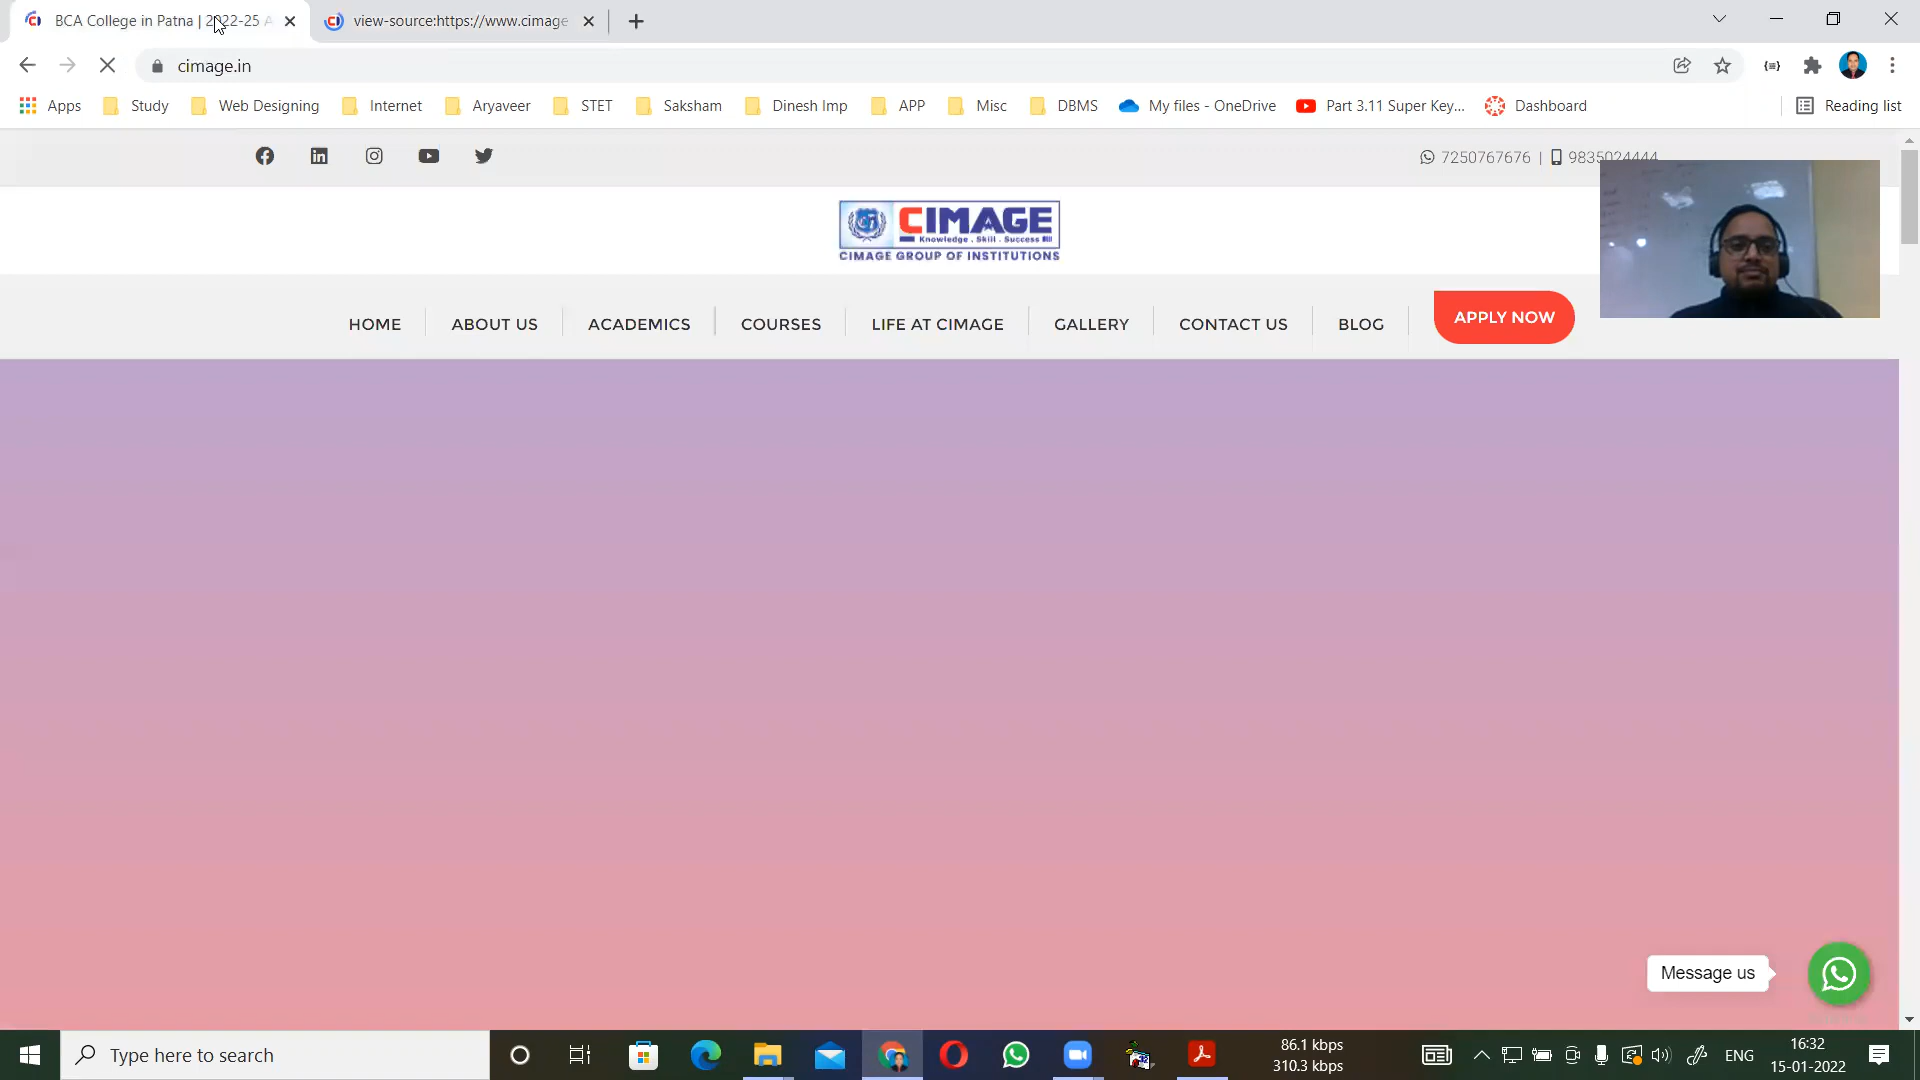 BCA College in Patna | 2022-25 A
view-source:https://www.cimage
cimage.in
Apps
Study
Web Designing
Internet
Aryaveer
STET
Saksham
Dinesh Imp
APP
Misc
DBMS
My files - OneDrive
Part 3.11 Super Key...
Dashboard
Reading list
7250767676 | 9835024444
CIMAGE
Knowledge . Skill . Success
CIMAGE GROUP OF INSTITUTIONS
HOME
ABOUT US
ACADEMICS
COURSES
LIFE AT CIMAGE
GALLERY
CONTACT US
BLOG
APPLY NOW
Message us
Type here to search
86.1 kbps
310.3 kbps
ENG
16:32
15-01-2022